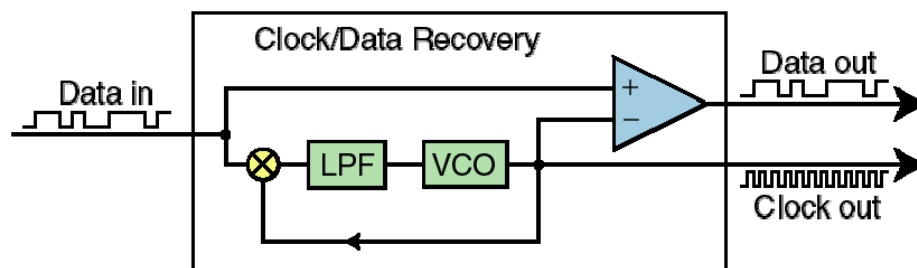 Clock/Data Recovery
Data in
Data out
+
−
LPF
VCO
Clock out